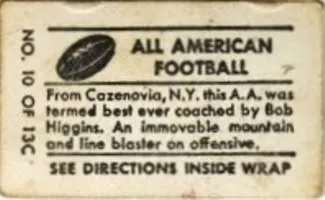 ALL AMERICAN
FOOTBALL
From Cazenovia, N.Y. this A.A. was
termed best ever coached by Bob
Higgins. An immovable mountain
and line blaster on offensive.
SEE DIRECTIONS INSIDE WRAP
NO. 10 OF 13C